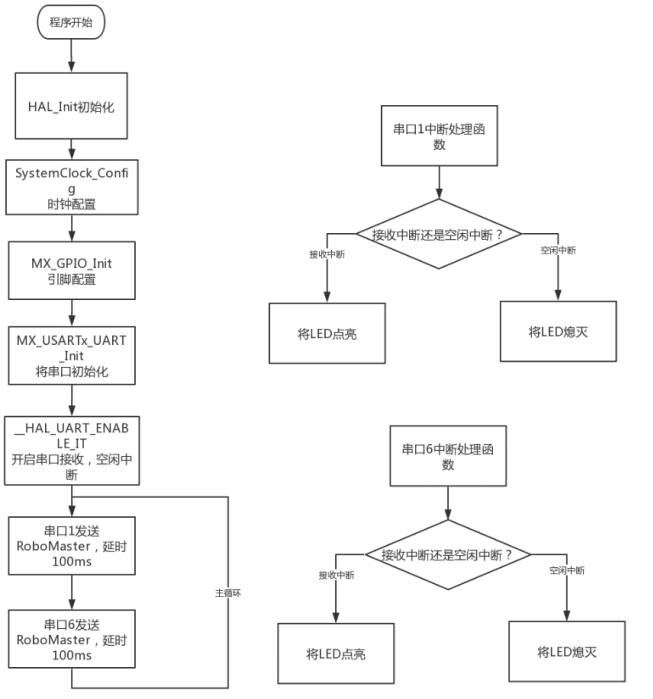 程序开始
HAL_Init初始化
SystemClock_Confi
g
时钟配置
MX_GPIO_Init
引脚配置
MX_USARTx_UART
_Init
将串口初始化
__HAL_UART_ENAB
LE_IT
开启串口接收，空闲中
断
串口1发送
RoboMaster，延时
100ms
主循环
串口6发送
RoboMaster，延时
100ms
串口1中断处理函
数
接收中断还是空闲中断？
接收中断
空闲中断
将LED点亮
将LED熄灭
串口6中断处理函
数
接收中断还是空闲中断？
接收中断
空闲中断
将LED点亮
将LED熄灭